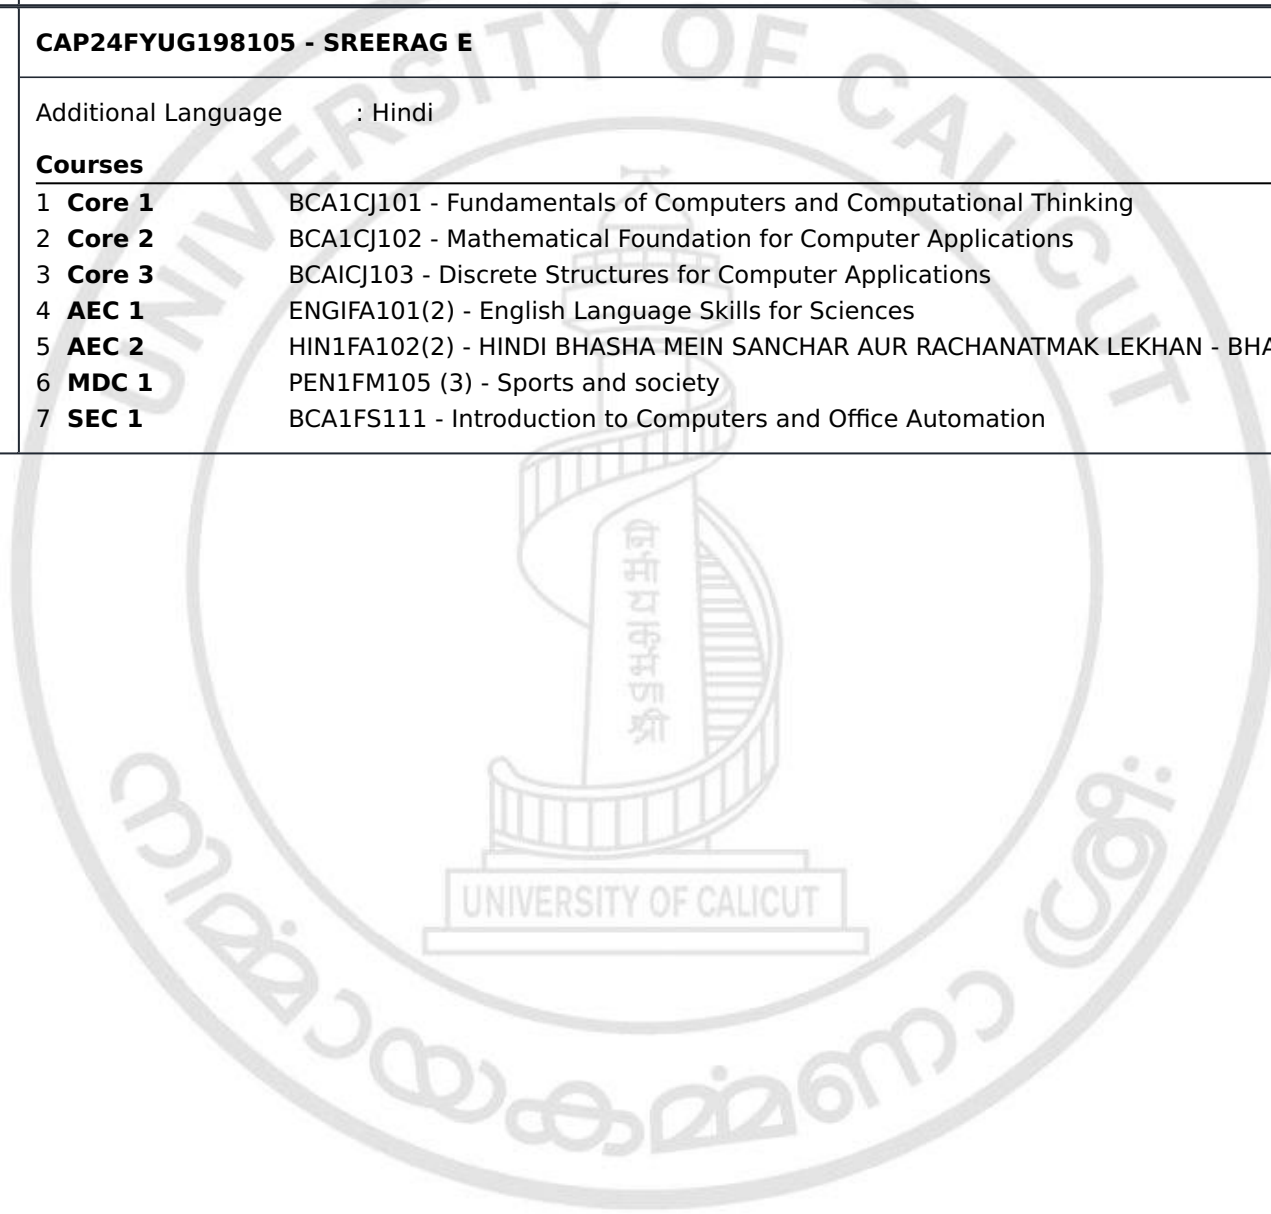 CAP24FYUG198105 - SREERAG E
Additional Language : Hindi
Courses
1 Core 1 BCA1CJ101 - Fundamentals of Computers and Computational Thinking
2 Core 2 BCA1CJ102 - Mathematical Foundation for Computer Applications
3 Core 3 BCAICJ103 - Discrete Structures for Computer Applications
4 AEC 1 ENGIFA101(2) - English Language Skills for Sciences
5 AEC 2 HIN1FA102(2) - HINDI BHASHA MEIN SANCHAR AUR RACHANATMAK LEKHAN - BHA
6 MDC 1 PEN1FM105 (3) - Sports and society
7 SEC 1 BCA1FS111 - Introduction to Computers and Office Automation
UNIVERSITY OF CALICUT
UNIVERSITY OF CALICUT